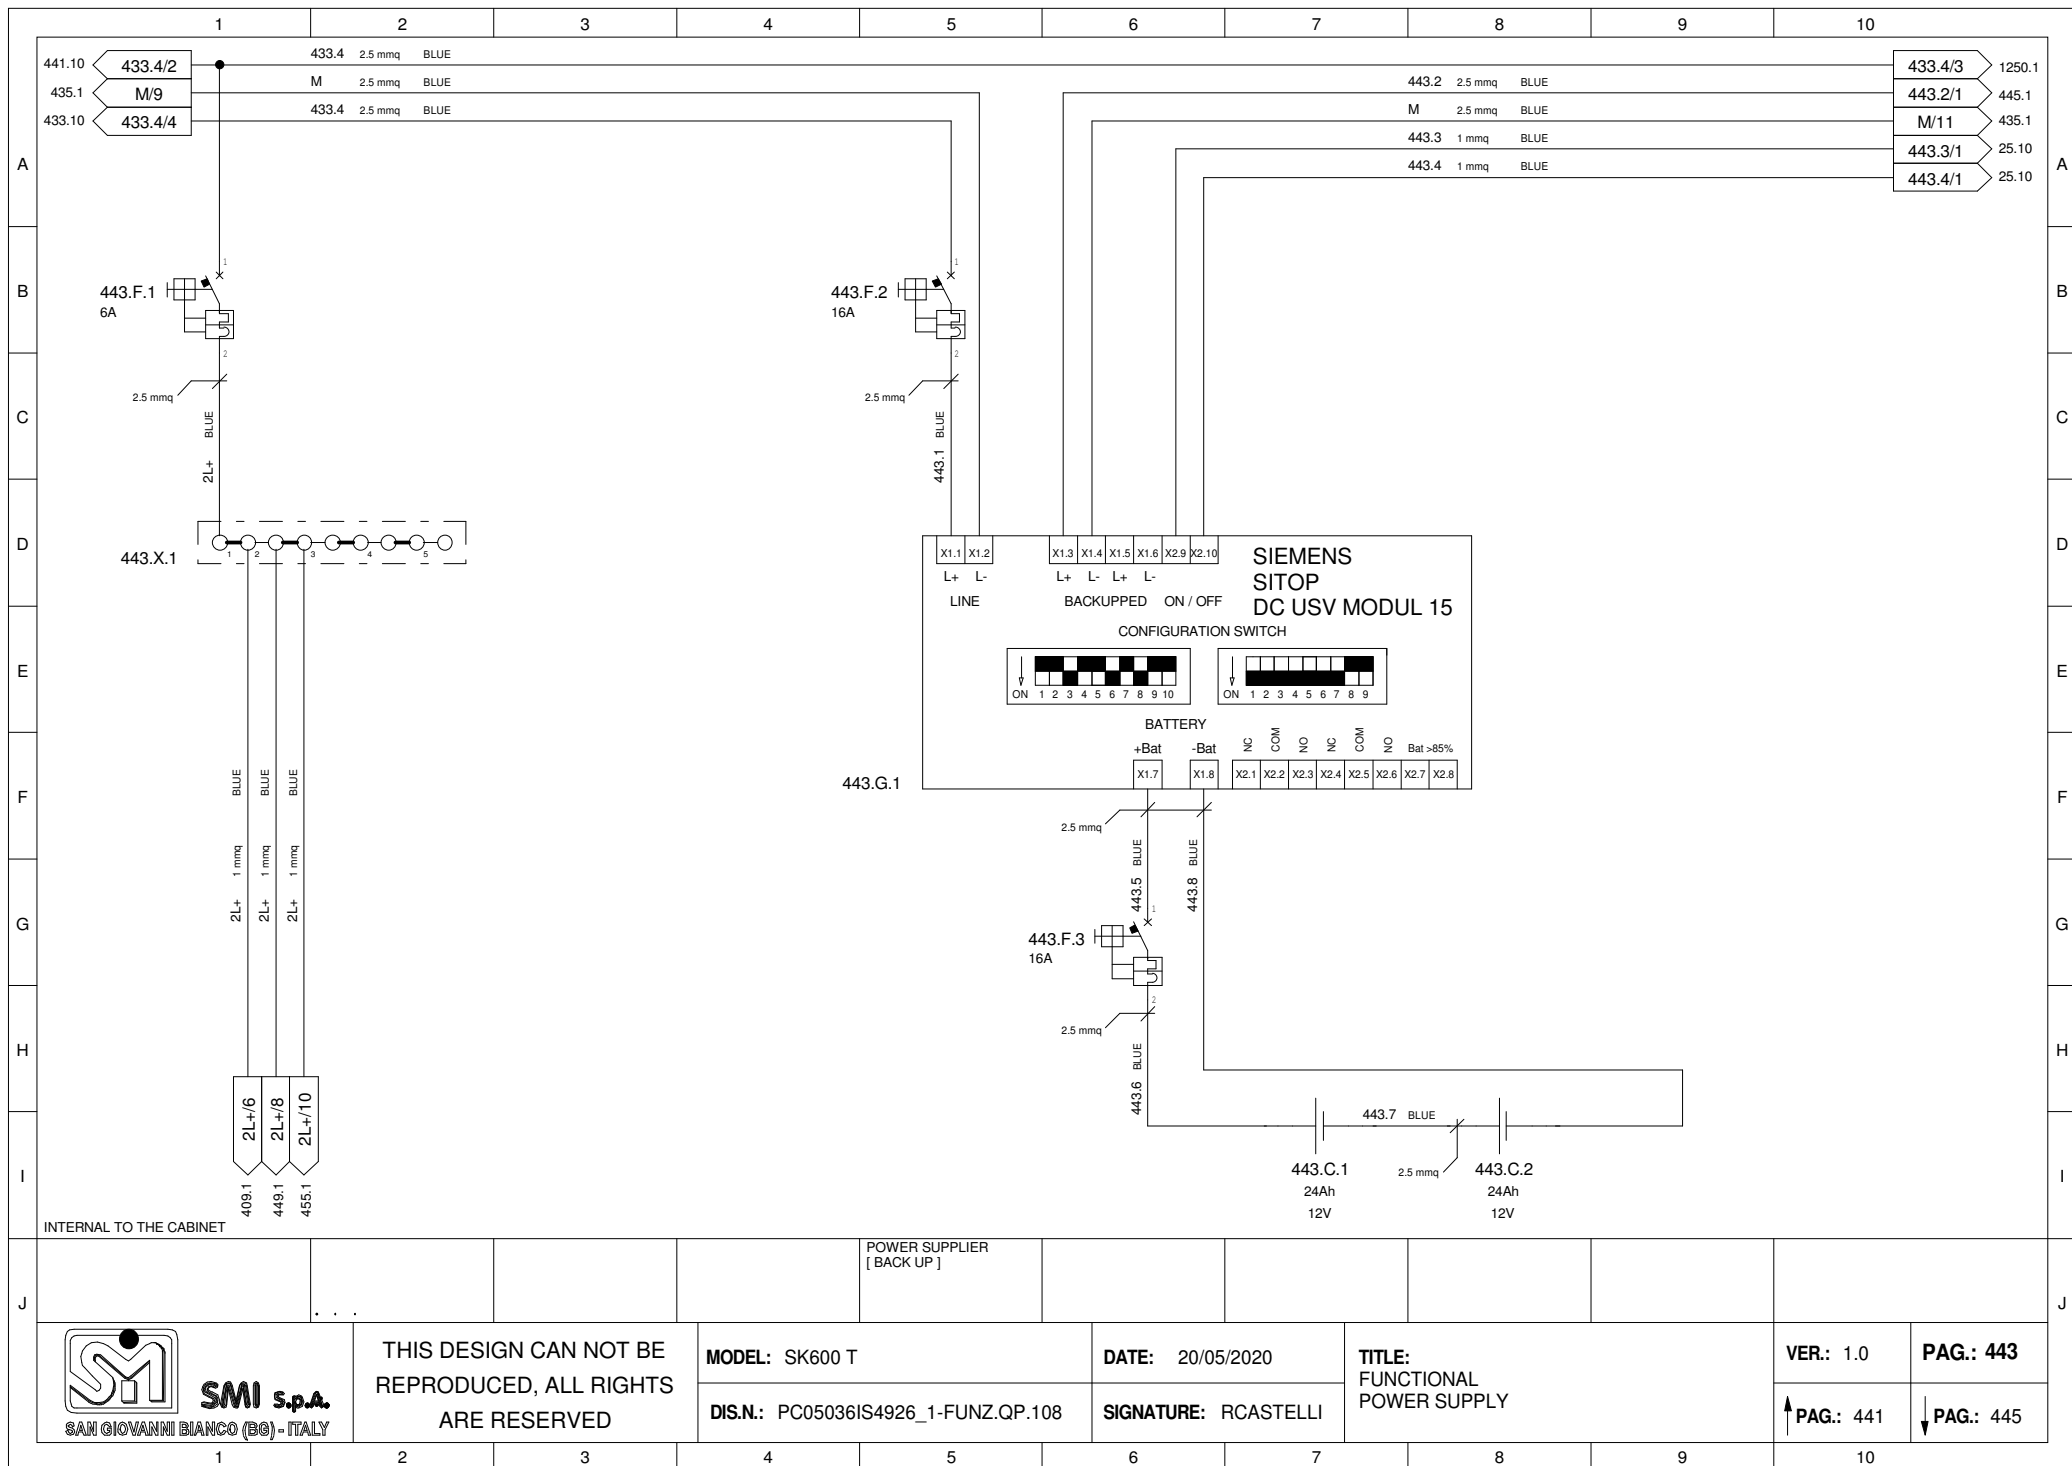 1 2 3 4 5 6 7 8 9 10
441.10 433.4/2 433.4 2.5 mmq BLUE 433.4/3 1250.1
435.1 M/9 M 2.5 mmq BLUE 443.2 2.5 mmq BLUE 443.2/1 445.1
433.10 433.4/4 433.4 2.5 mmq BLUE M 2.5 mmq BLUE M/11 435.1
443.3 1 mmq BLUE 443.3/1 25.10
443.4 1 mmq BLUE 443.4/1 25.10
A A
B B
443.F.1 1
6A
2
443.F.2 1
16A
2
C C
2.5 mmq
2L+ BLUE
2.5 mmq
443.1 BLUE
D D
443.X.1 1 2 3 4 5
X1.1 X1.2 X1.3 X1.4 X1.5 X1.6 X2.9 X2.10
L+ L- L+ L- L+ L-
LINE BACKUPPED ON / OFF
SIEMENS
SITOP
DC USV MODUL 15
CONFIGURATION SWITCH
E E
ON 1 2 3 4 5 6 7 8 9 10
ON 1 2 3 4 5 6 7 8 9
BATTERY
+Bat -Bat NC COM NO NC COM NO Bat >85%
X1.7 X1.8 X2.1 X2.2 X2.3 X2.4 X2.5 X2.6 X2.7 X2.8
443.G.1
F F
2L+ 1 mmq BLUE
2L+ 1 mmq BLUE
2L+ 1 mmq BLUE
2.5 mmq
443.5 BLUE
443.8 BLUE
G G
443.F.3 1
16A
2
H H
2.5 mmq
443.6 BLUE
2L+/6 2L+/8 2L+/10
409.1 449.1 455.1
443.7 BLUE
I I
443.C.1 2.5 mmq 443.C.2
24Ah 24Ah
12V 12V
INTERNAL TO THE CABINET
POWER SUPPLIER
[ BACK UP ]
J . . . J
SMI S.p.A.
SAN GIOVANNI BIANCO (BG) - ITALY
THIS DESIGN CAN NOT BE
REPRODUCED, ALL RIGHTS
ARE RESERVED
MODEL: SK600 T
DIS.N.: PC05036IS4926_1-FUNZ.QP.108
DATE: 20/05/2020
SIGNATURE: RCASTELLI
TITLE:
FUNCTIONAL
POWER SUPPLY
VER.: 1.0 PAG.: 443
PAG.: 441 PAG.: 445
1 2 3 4 5 6 7 8 9 10